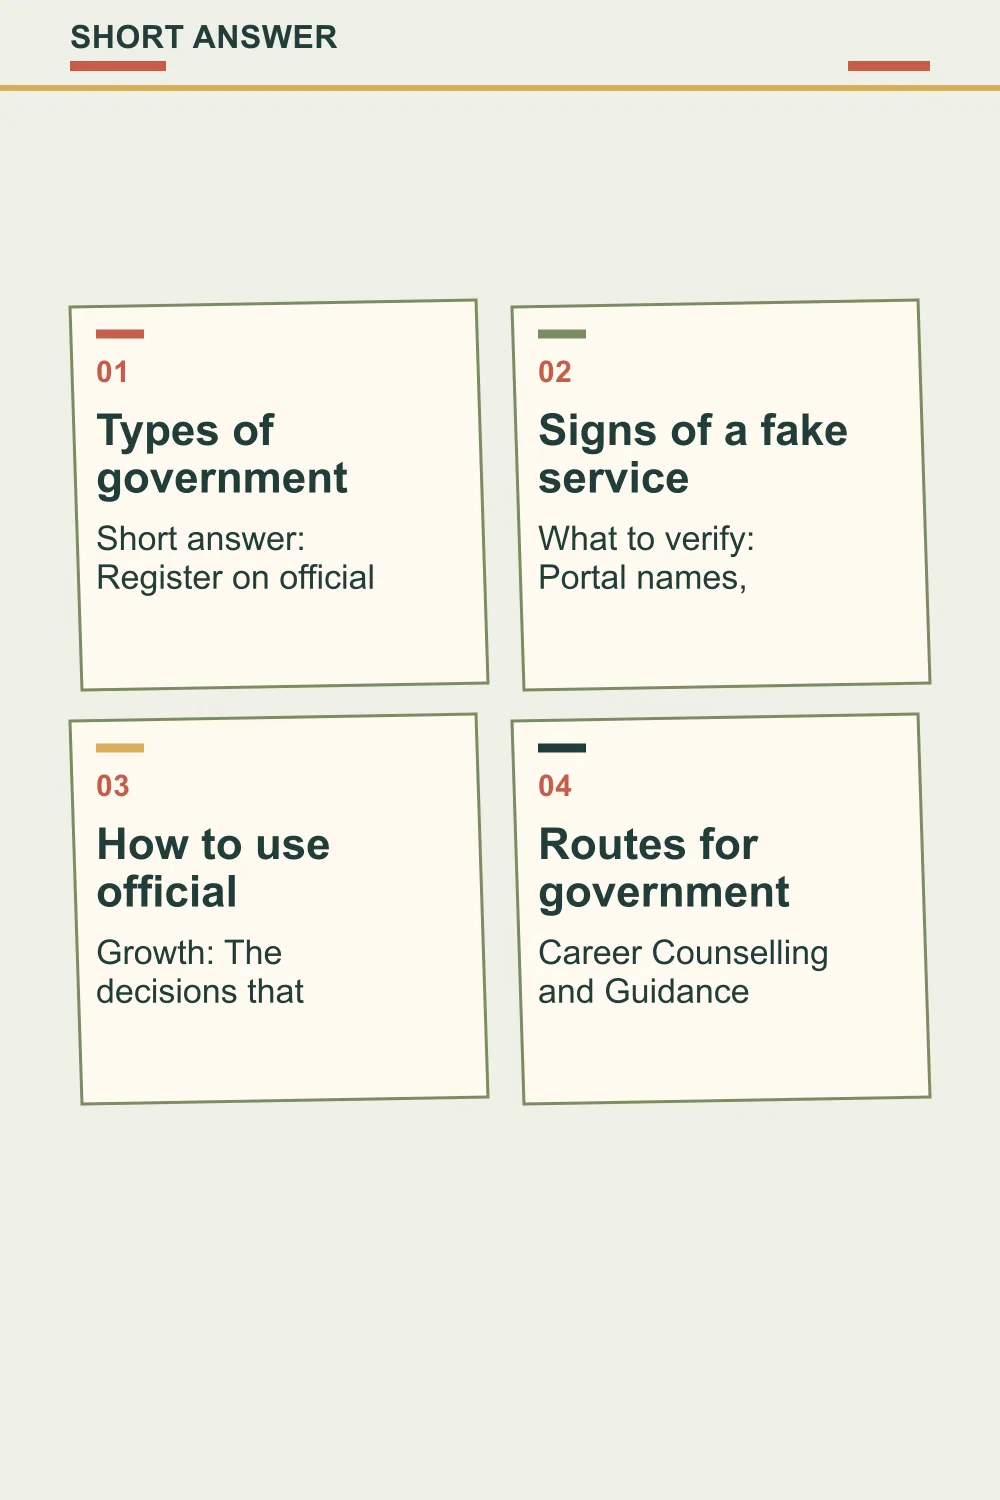 SHORT ANSWER
01
Types of
government
Short answer:
Register on official
02
Signs of a fake
service
What to verify:
Portal names,
03
How to use
official
Growth: The
decisions that
04
Routes for
government
Career Counselling
and Guidance